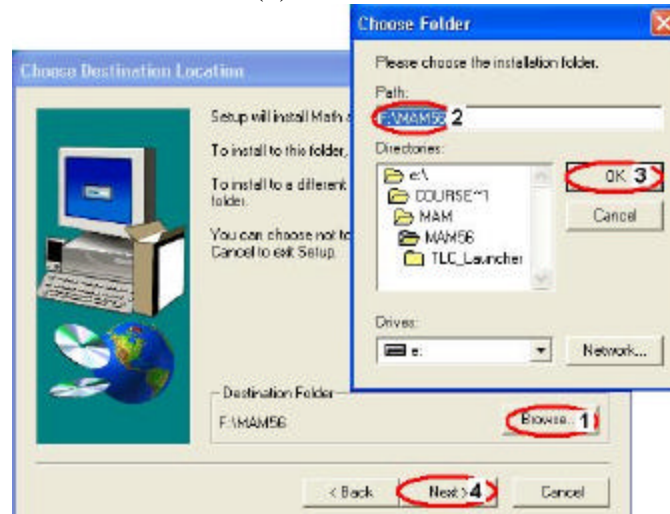 Choose Folder
Please choose the installation folder.
Path:
F:\MAM56 2
Directories:
e:\
COURSE~1
MAM
MAM56
TLC_Launcher
OK 3
Cancel
Drives:
e:
Network...
Choose Destination Location
Setup will install Math
To install to this folder,
To install to a different
folder.
You can choose not to
Cancel to exit Setup.
Destination Folder
F:\MAM56
Browse... 1
< Back
Next > 4
Cancel